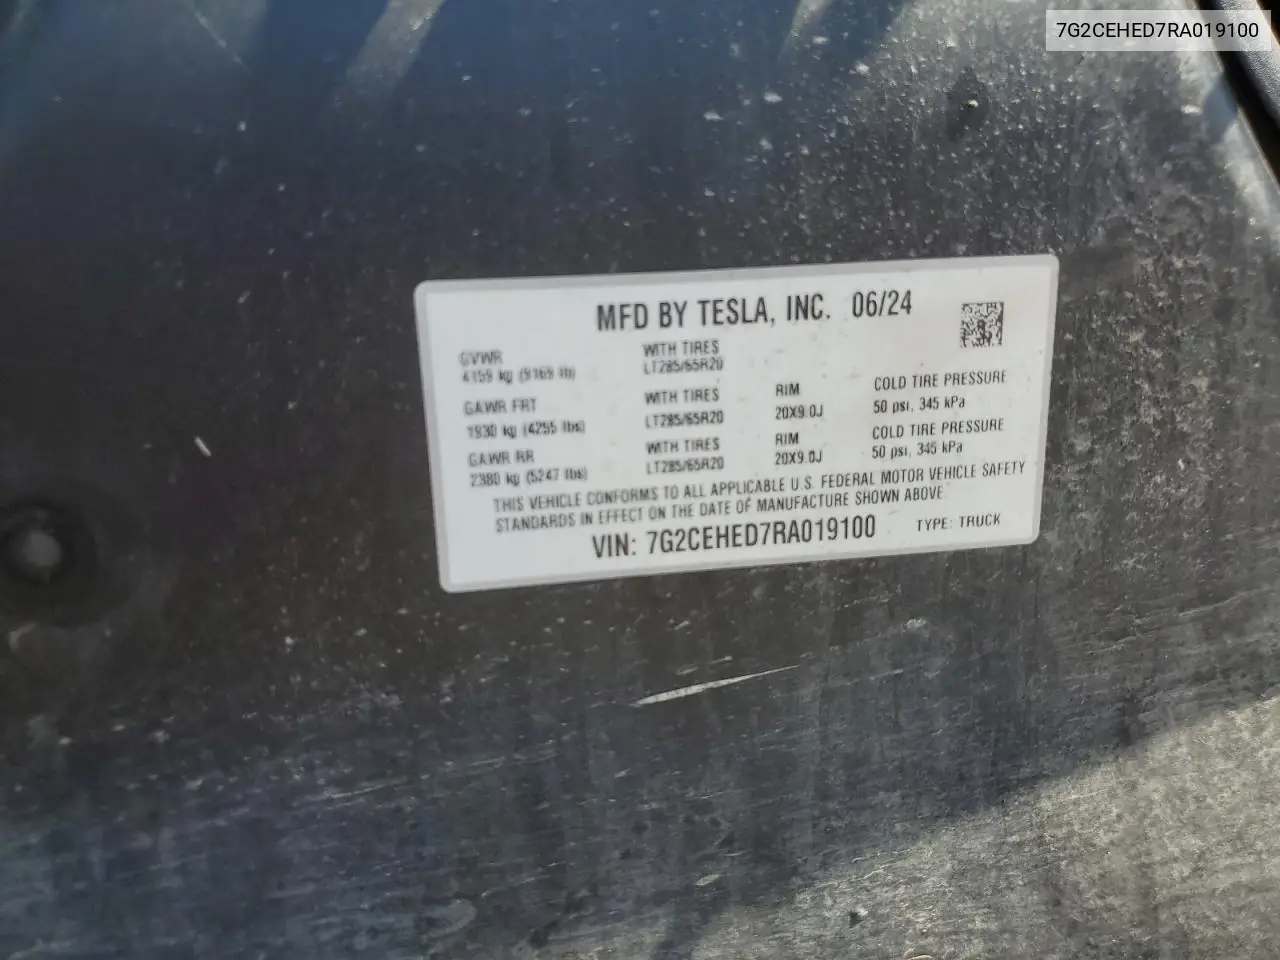 7G2CEHED7RA019100
MFD BY TESLA, INC. 06/24
GVWR WITH TIRES
4159 kg (9169 lb) LT285/65R20
GAWR FRT WITH TIRES RIM COLD TIRE PRESSURE
1930 kg (4255 lbs) LT285/65R20 20X9.0J 50 psi, 345 kPa
GAWR RR WITH TIRES RIM COLD TIRE PRESSURE
2380 kg (5247 lbs) LT285/65R20 20X9.0J 50 psi, 345 kPa
THIS VEHICLE CONFORMS TO ALL APPLICABLE U.S. FEDERAL MOTOR VEHICLE SAFETY
STANDARDS IN EFFECT ON THE DATE OF MANUFACTURE SHOWN ABOVE
VIN: 7G2CEHED7RA019100 TYPE: TRUCK